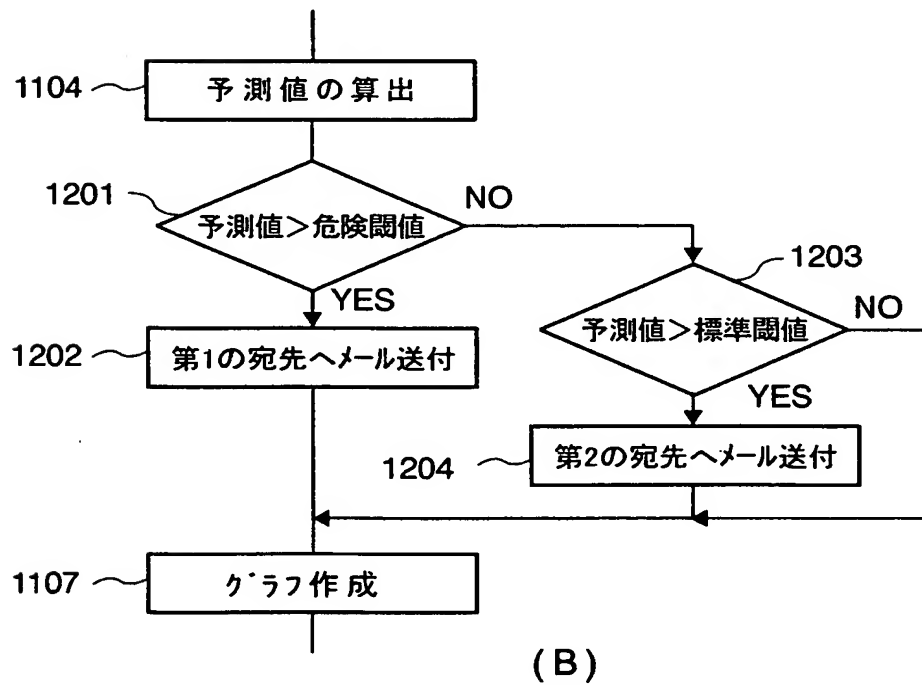 1104
予測値の算出
1201
予測値>危険閾値
NO
YES
1203
予測値>標準閾値
NO
YES
1202
第1の宛先へメール送付
1204
第2の宛先へメール送付
1107
グラフ作成
(B)